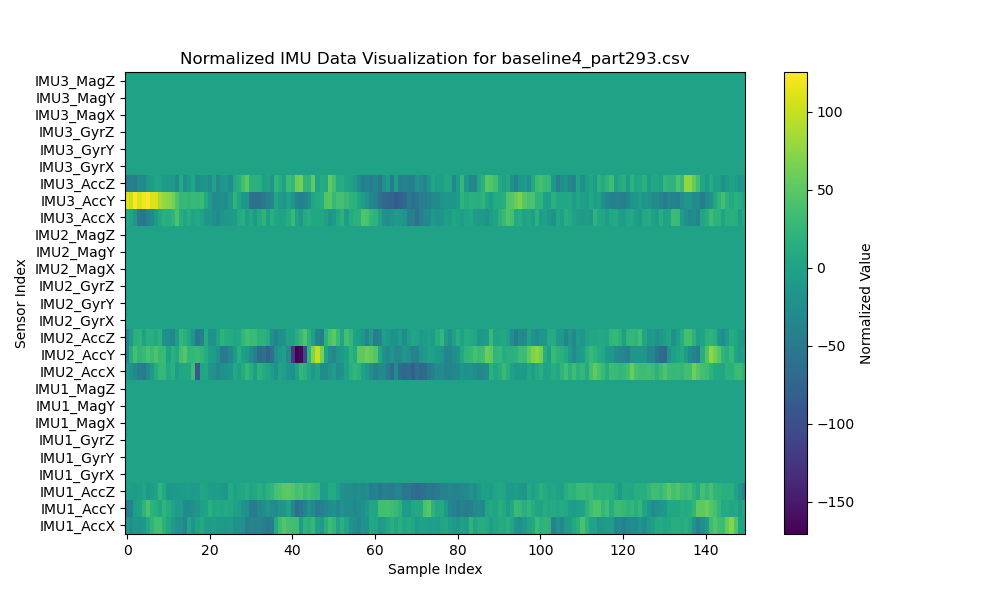 Normalized IMU Data Visualization for baseline4_part293.csv
IMU3_MagZ
IMU3_MagY
IMU3_MagX
IMU3_GyrZ
IMU3_GyrY
IMU3_GyrX
IMU3_AccZ
IMU3_AccY
IMU3_AccX
IMU2_MagZ
IMU2_MagY
IMU2_MagX
IMU2_GyrZ
IMU2_GyrY
IMU2_GyrX
IMU2_AccZ
IMU2_AccY
IMU2_AccX
IMU1_MagZ
IMU1_MagY
IMU1_MagX
IMU1_GyrZ
IMU1_GyrY
IMU1_GyrX
IMU1_AccZ
IMU1_AccY
IMU1_AccX
Sensor Index
0 20 40 60 80 100 120 140
Sample Index
100
50
0
−50
−100
−150
Normalized Value